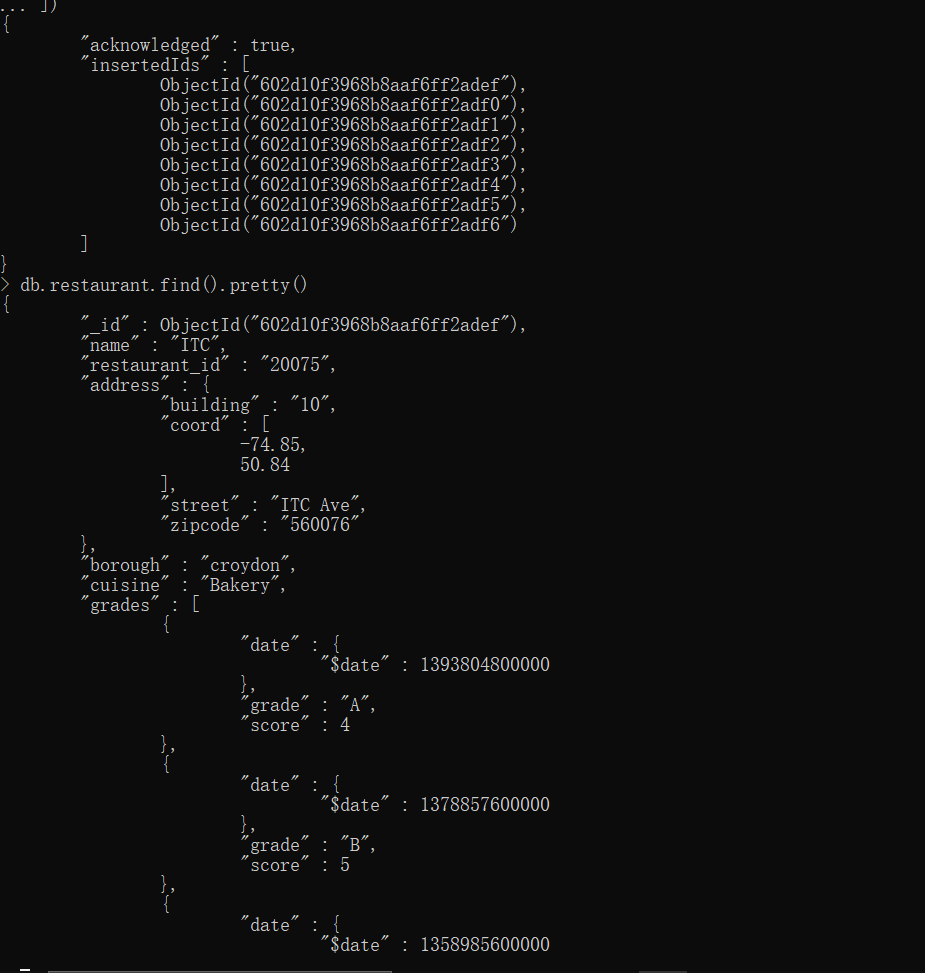 ... ])
{
"acknowledged" : true,
"insertedIds" : [
ObjectId("602d10f3968b8aaf6ff2adef"),
ObjectId("602d10f3968b8aaf6ff2adf0"),
ObjectId("602d10f3968b8aaf6ff2adf1"),
ObjectId("602d10f3968b8aaf6ff2adf2"),
ObjectId("602d10f3968b8aaf6ff2adf3"),
ObjectId("602d10f3968b8aaf6ff2adf4"),
ObjectId("602d10f3968b8aaf6ff2adf5"),
ObjectId("602d10f3968b8aaf6ff2adf6")
]
}
> db.restaurant.find().pretty()
{
"_id" : ObjectId("602d10f3968b8aaf6ff2adef"),
"name" : "ITC",
"restaurant_id" : "20075",
"address" : {
"building" : "10",
"coord" : [
-74.85,
50.84
],
"street" : "ITC Ave",
"zipcode" : "560076"
},
"borough" : "croydon",
"cuisine" : "Bakery",
"grades" : [
{
"date" : {
"$date" : 1393804800000
},
"grade" : "A",
"score" : 4
},
{
"date" : {
"$date" : 1378857600000
},
"grade" : "B",
"score" : 5
},
{
"date" : {
"$date" : 1358985600000